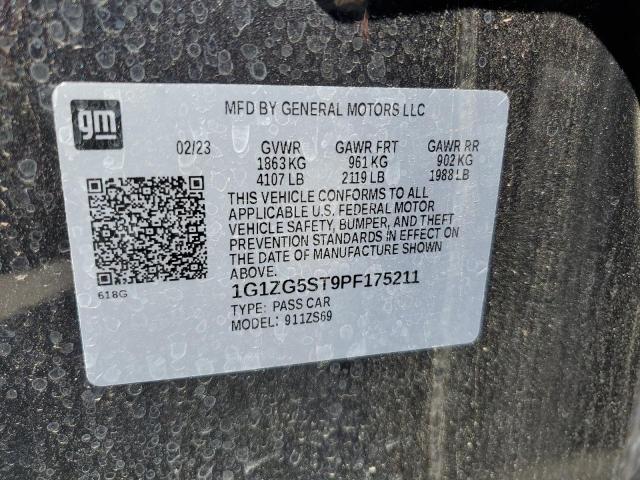 gm
MFD BY GENERAL MOTORS LLC
02/23 GVWR GAWR FRT GAWR RR
1863 KG 961 KG 902 KG
4107 LB 2119 LB 1988 LB
THIS VEHICLE CONFORMS TO ALL
APPLICABLE U.S. FEDERAL MOTOR
VEHICLE SAFETY, BUMPER, AND THEFT
PREVENTION STANDARDS IN EFFECT ON
THE DATE OF MANUFACTURE SHOWN
ABOVE.
618G
1G1ZG5ST9PF175211
TYPE: PASS CAR
MODEL: 911ZS69